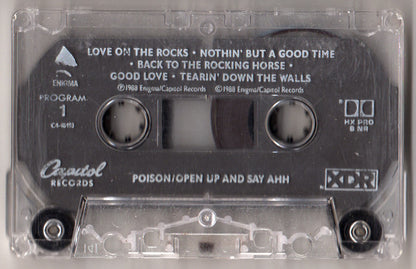 LOVE ON THE ROCKS • NOTHIN' BUT A GOOD TIME
• BACK TO THE ROCKING HORSE •
GOOD LOVE • TEARIN' DOWN THE WALLS
ENIGMA
℗1988 Enigma/Capitol Records ©1988 Enigma/Capitol Records
PROGRAM
1
HX PRO
B NR
Capitol
RECORDS
POISON/OPEN UP AND SAY AHH
XDR